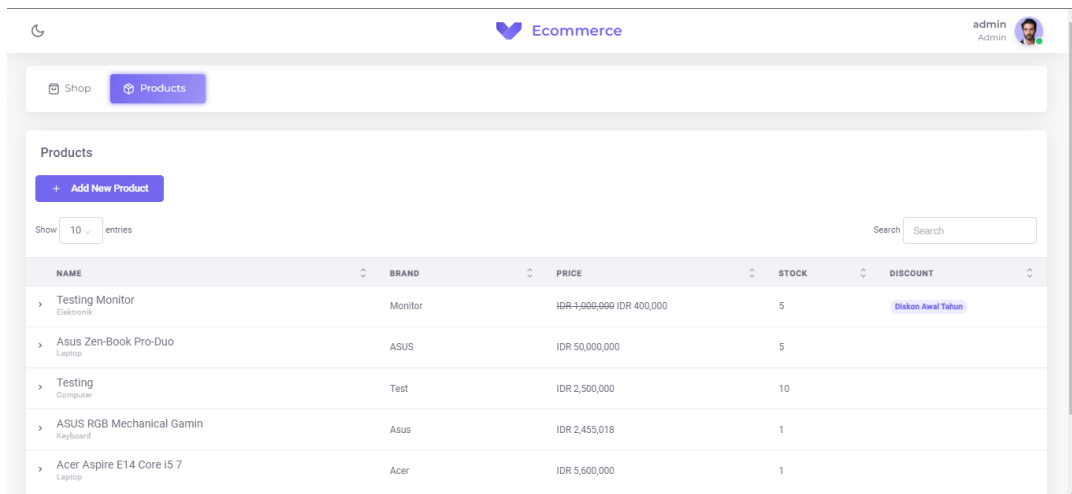 Ecommerce
admin
Admin
Shop
Products
Products
+ Add New Product
Show 10 entries
Search Search
NAME BRAND PRICE STOCK DISCOUNT
Testing Monitor Monitor IDR 1,000,000 IDR 400,000 5 Diskon Awal Tahun
Elektronik
Asus Zen-Book Pro-Duo ASUS IDR 50,000,000 5
Laptop
Testing Test IDR 2,500,000 10
Computer
ASUS RGB Mechanical Gamin Asus IDR 2,455,018 1
Keyboard
Acer Aspire E14 Core i5 7 Acer IDR 5,600,000 1
Laptop